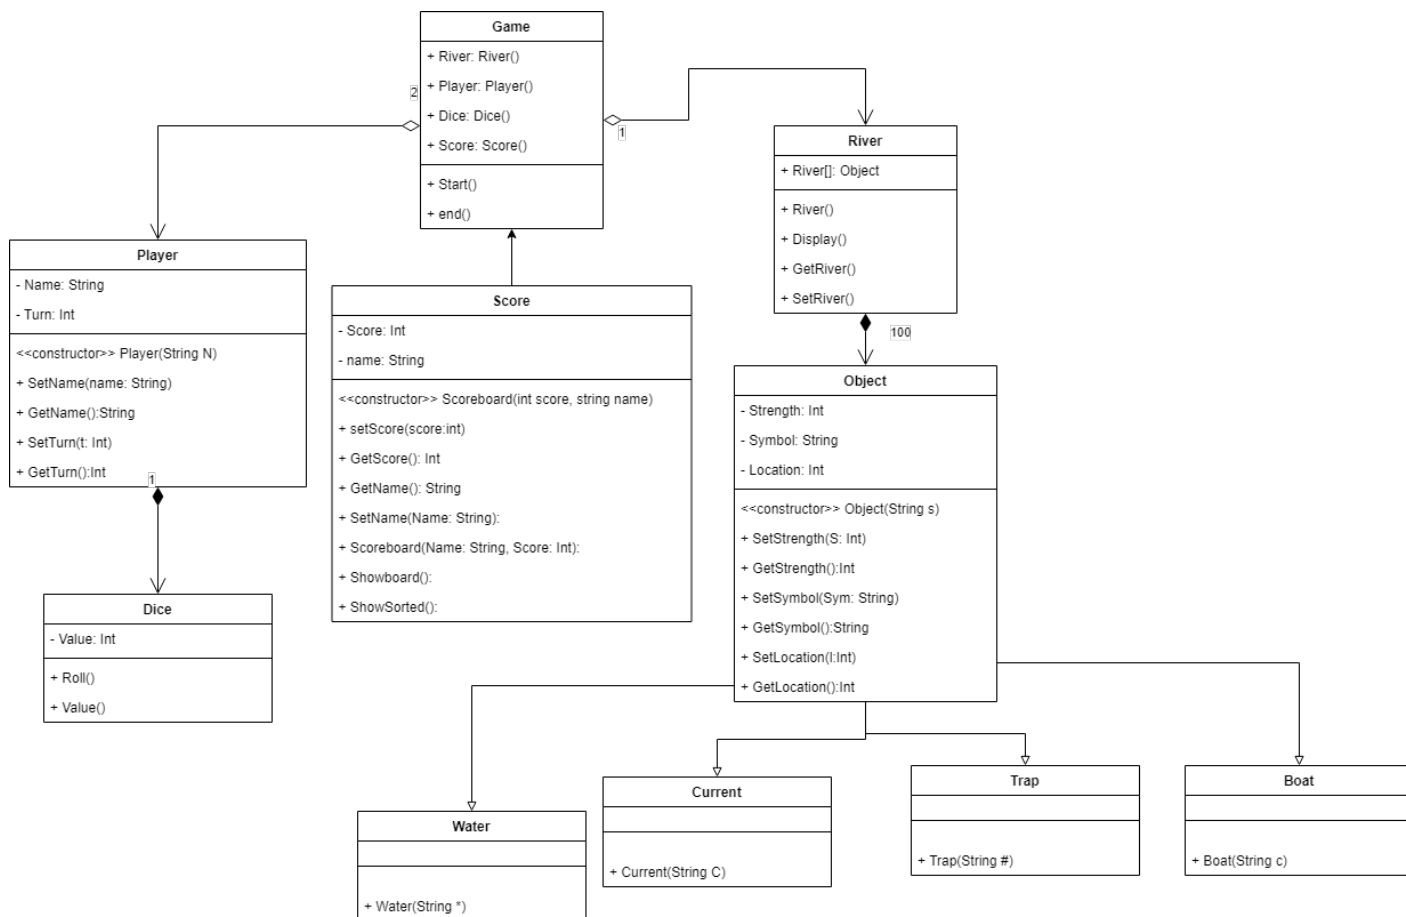 Game
+ River: River()
+ Player: Player()
+ Dice: Dice()
+ Score: Score()
+ Start()
+ end()
2
1
River
+ River[]: Object
+ River()
+ Display()
+ GetRiver()
+ SetRiver()
100
Player
- Name: String
- Turn: Int
<<constructor>> Player(String N)
+ SetName(name: String)
+ GetName():String
+ SetTurn(t: Int)
+ GetTurn():Int
1
Score
- Score: Int
- name: String
<<constructor>> Scoreboard(int score, string name)
+ setScore(score:int)
+ GetScore(): Int
+ GetName(): String
+ SetName(Name: String):
+ Scoreboard(Name: String, Score: Int):
+ Showboard():
+ ShowSorted():
Object
- Strength: Int
- Symbol: String
- Location: Int
<<constructor>> Object(String s)
+ SetStrength(S: Int)
+ GetStrength():Int
+ SetSymbol(Sym: String)
+ GetSymbol():String
+ SetLocation(l:Int)
+ GetLocation():Int
Dice
- Value: Int
+ Roll()
+ Value()
Water
+ Water(String *)
Current
+ Current(String C)
Trap
+ Trap(String #)
Boat
+ Boat(String c)